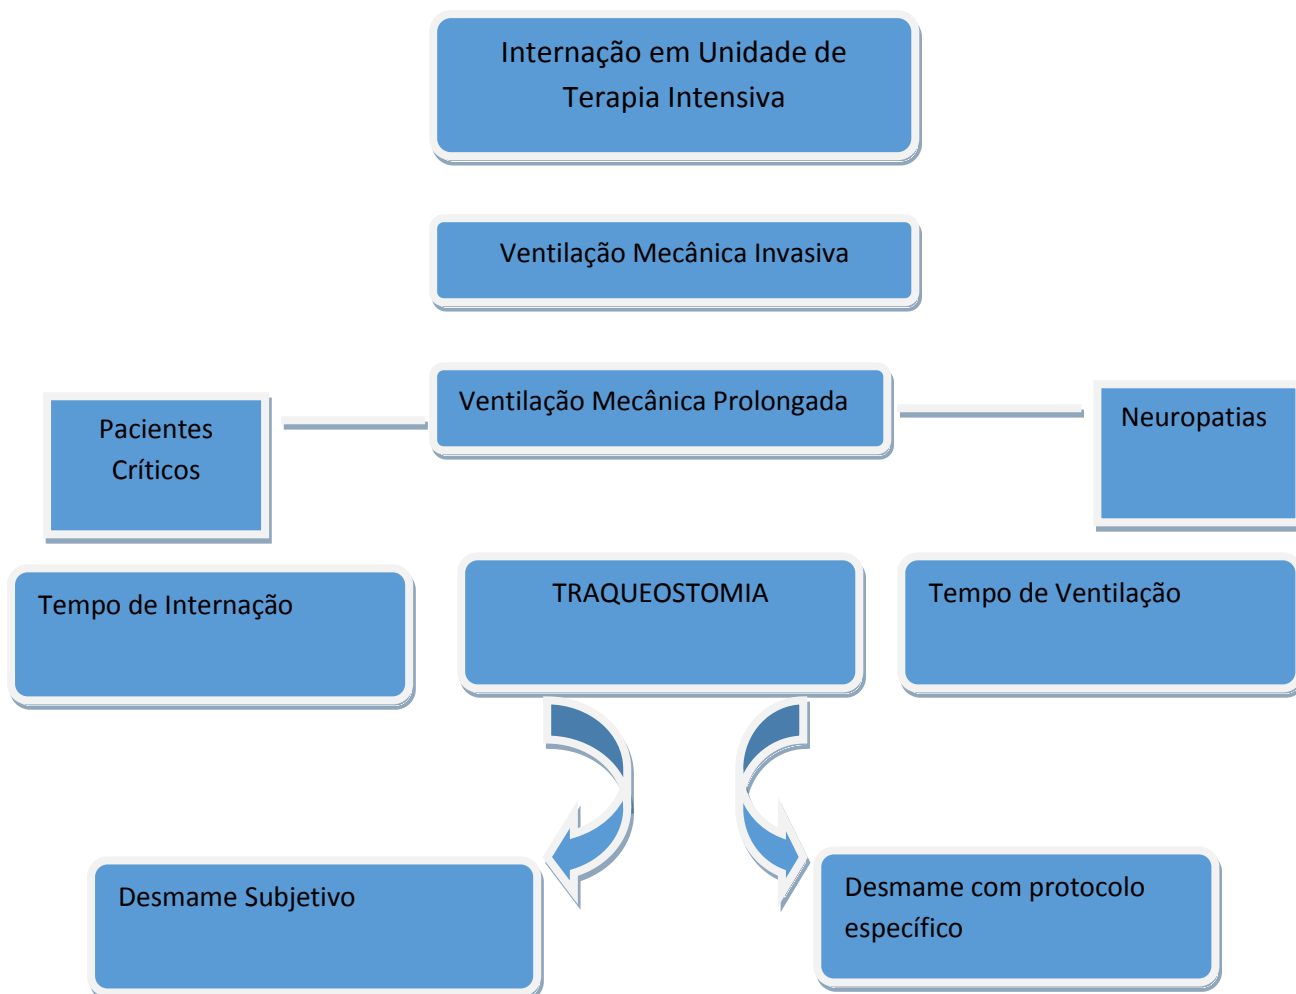 Internação em Unidade de
Terapia Intensiva
Ventilação Mecânica Invasiva
Ventilação Mecânica Prolongada
Pacientes
Críticos
Neuropatias
Tempo de Internação
TRAQUEOSTOMIA
Tempo de Ventilação
Desmame Subjetivo
Desmame com protocolo
específico